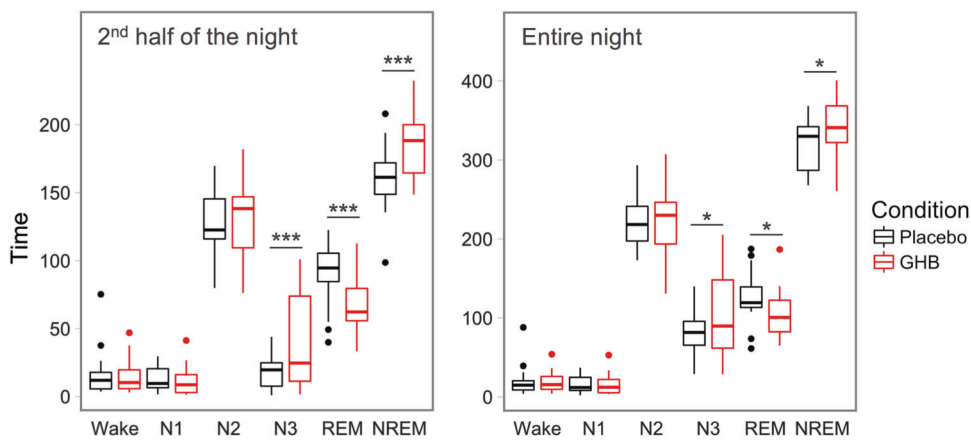 2nd half of the night
Entire night
***
***
***
*
*
*
Time
200
150
100
50
0
400
300
200
100
0
Condition
Placebo
GHB
Wake N1 N2 N3 REM NREM
Wake N1 N2 N3 REM NREM